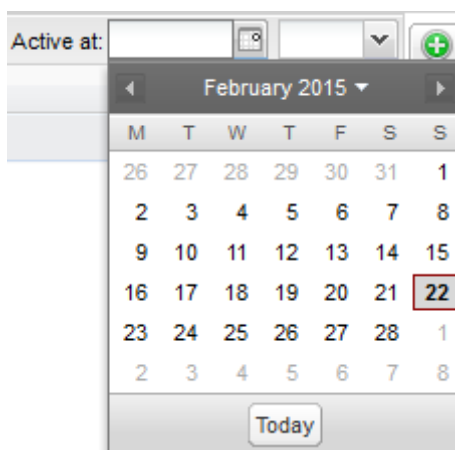 Active at:
February 2015
M T W T F S S
26 27 28 29 30 31 1
2 3 4 5 6 7 8
9 10 11 12 13 14 15
16 17 18 19 20 21 22
23 24 25 26 27 28 1
2 3 4 5 6 7 8
Today